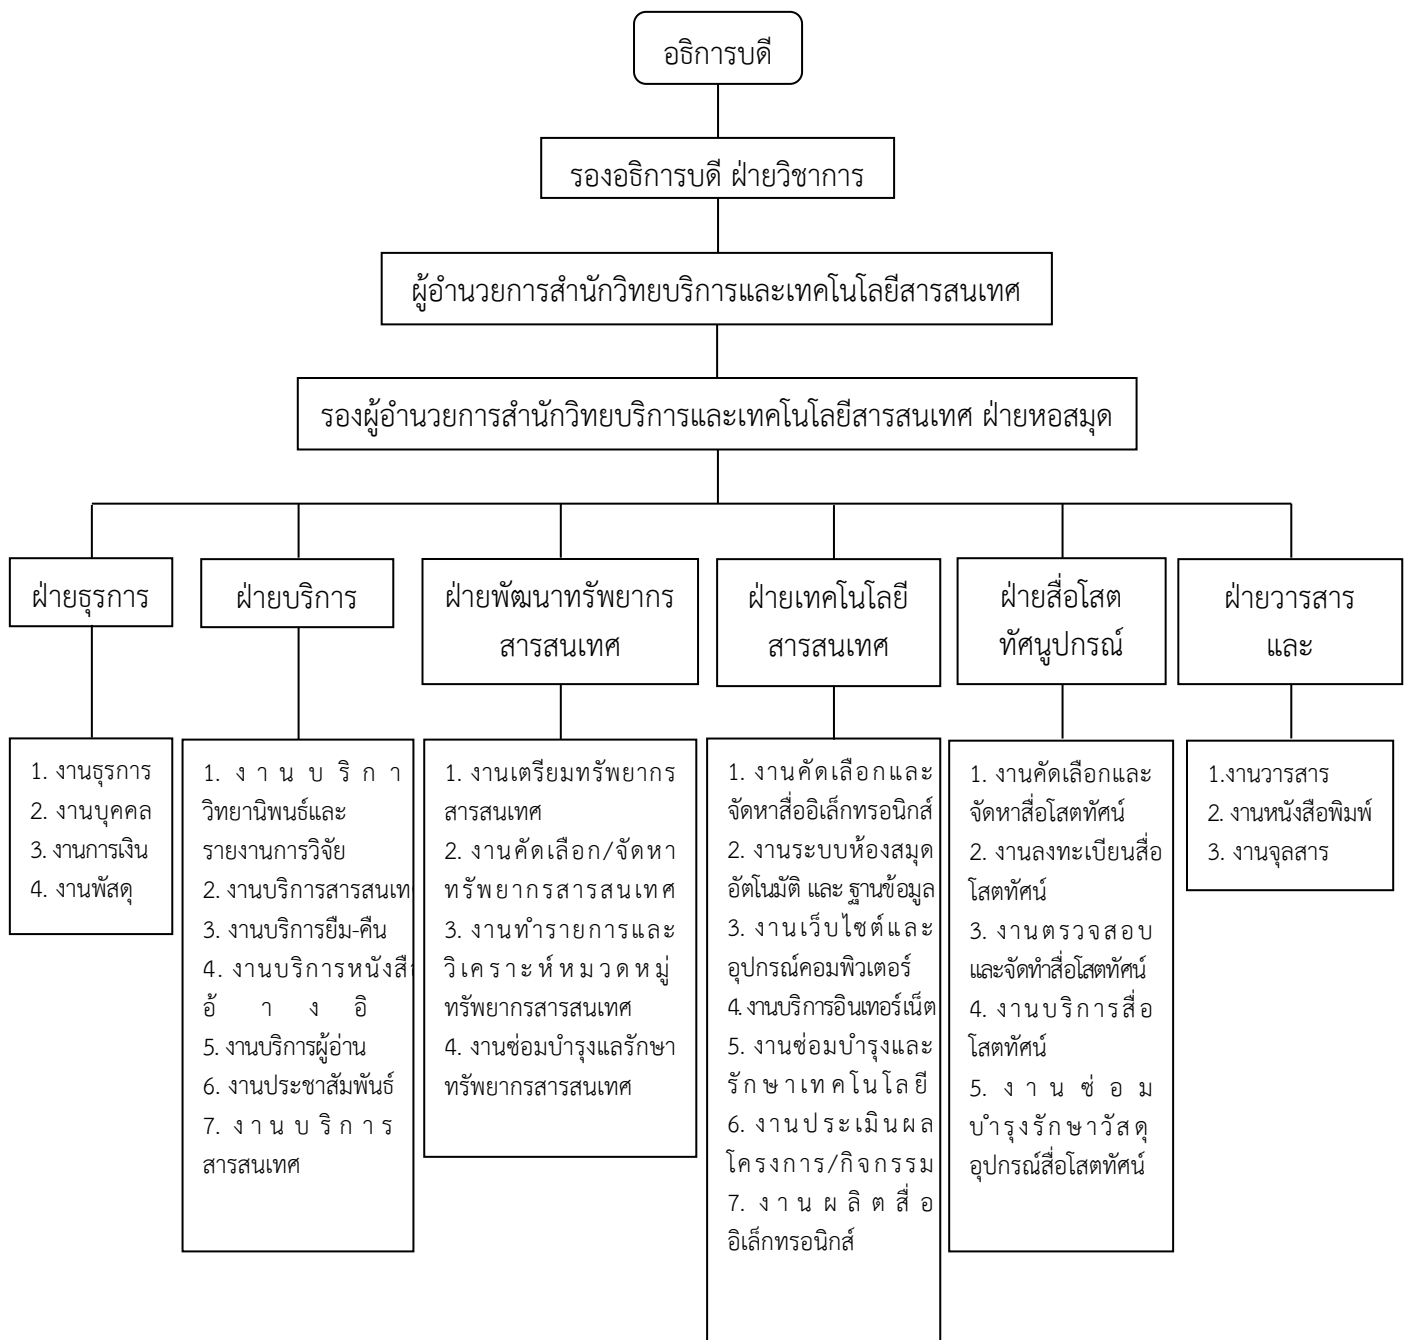 อธิการบดี
รองอธิการบดี ฝ่ายวิชาการ
ผู้อำนวยการสำนักวิทยบริการและเทคโนโลยีสารสนเทศ
รองผู้อำนวยการสำนักวิทยบริการและเทคโนโลยีสารสนเทศ ฝ่ายหอสมุด
ฝ่ายธุรการ
ฝ่ายบริการ
ฝ่ายพัฒนาทรัพยากร
สารสนเทศ
ฝ่ายเทคโนโลยี
สารสนเทศ
ฝ่ายสื่อโสต
ทัศนูปกรณ์
ฝ่ายวารสาร
และ
1. งานธุรการ
2. งานบุคคล
3. งานการเงิน
4. งานพัสดุ
1. งานบริกา
วิทยานิพนธ์และ
รายงานการวิจัย
2. งานบริการสารสนเท
3. งานบริการยืม-คืน
4. งานบริการหนังสื
อ้างอิ
5. งานบริการผู้อ่าน
6. งานประชาสัมพันธ์
7. งานบริการ
สารสนเทศ
1. งานเตรียมทรัพยากร
สารสนเทศ
2. งานคัดเลือก/จัดหา
ทรัพยากรสารสนเทศ
3. งานทำรายการและ
วิเคราะห์หมวดหมู่
ทรัพยากรสารสนเทศ
4. งานซ่อมบำรุงแลรักษา
ทรัพยากรสารสนเทศ
1. งานคัดเลือกและ
จัดหาสื่ออิเล็กทรอนิกส์
2. งานระบบห้องสมุด
อัตโนมัติ และ ฐานข้อมูล
3. งานเว็บไซต์และ
อุปกรณ์คอมพิวเตอร์
4. งานบริการอินเทอร์เน็ต
5. งานซ่อมบำรุงและ
รักษาเทคโนโลยี
6. งานประเมินผล
โครงการ/กิจกรรม
7. งานผลิตสื่อ
อิเล็กทรอนิกส์
1. งานคัดเลือกและ
จัดหาสื่อโสตทัศน์
2. งานลงทะเบียนสื่อ
โสตทัศน์
3. งานตรวจสอบ
และจัดทำสื่อโสตทัศน์
4. งานบริการสื่อ
โสตทัศน์
5. งานซ่อม
บำรุงรักษาวัสดุ
อุปกรณ์สื่อโสตทัศน์
1.งานวารสาร
2. งานหนังสือพิมพ์
3. งานจุลสาร